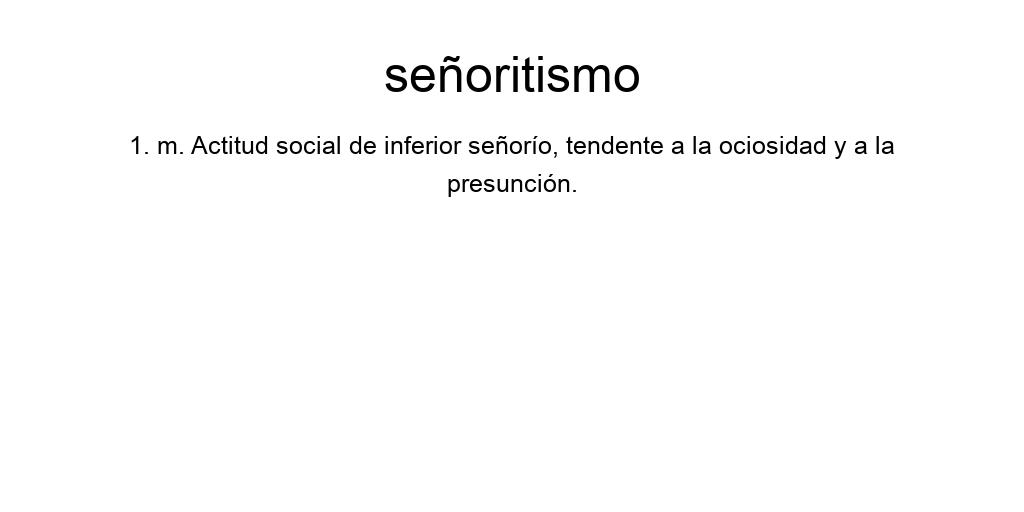 señoritismo
1. m. Actitud social de inferior señorío, tendente a la ociosidad y a la
presunción.